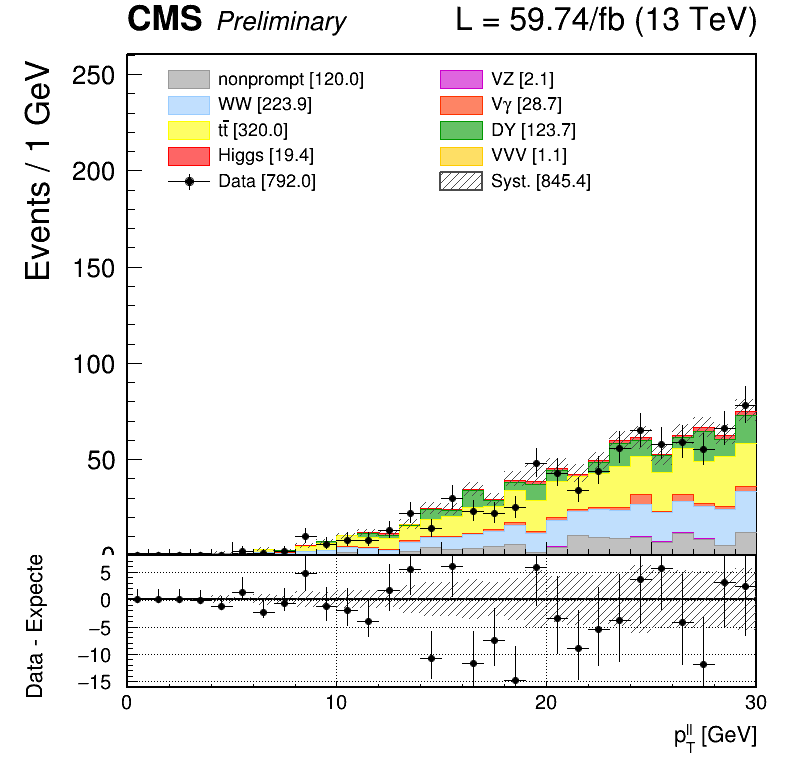 CMS Preliminary L = 59.74/fb (13 TeV)
Events / 1 GeV
250
200
150
100
50
0
nonprompt [120.0]
WW [223.9]
tt̄ [320.0]
Higgs [19.4]
Data [792.0]
VZ [2.1]
Vγ [28.7]
DY [123.7]
VVV [1.1]
Syst. [845.4]
Data - Expecte
5
0
−5
−10
−15
0 10 20 30
p_T^ll [GeV]